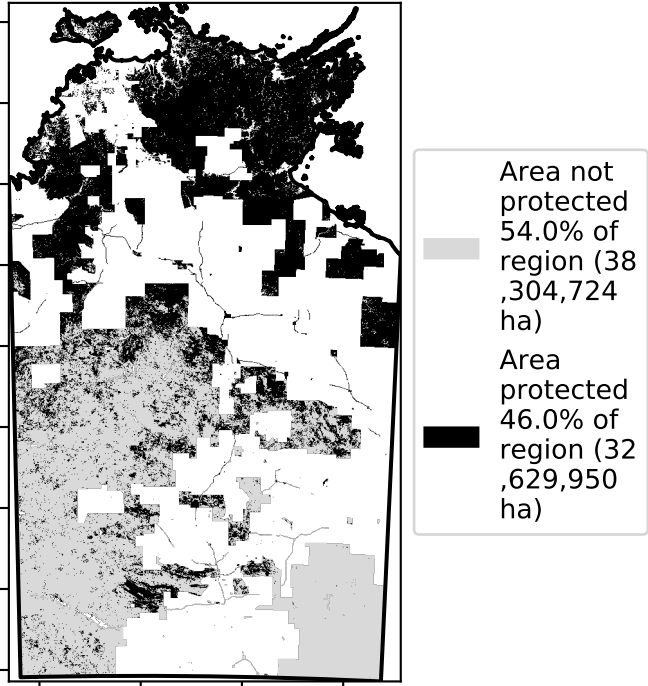 Area not
protected
54.0% of
region (38
,304,724
ha)
Area
protected
46.0% of
region (32
,629,950
ha)